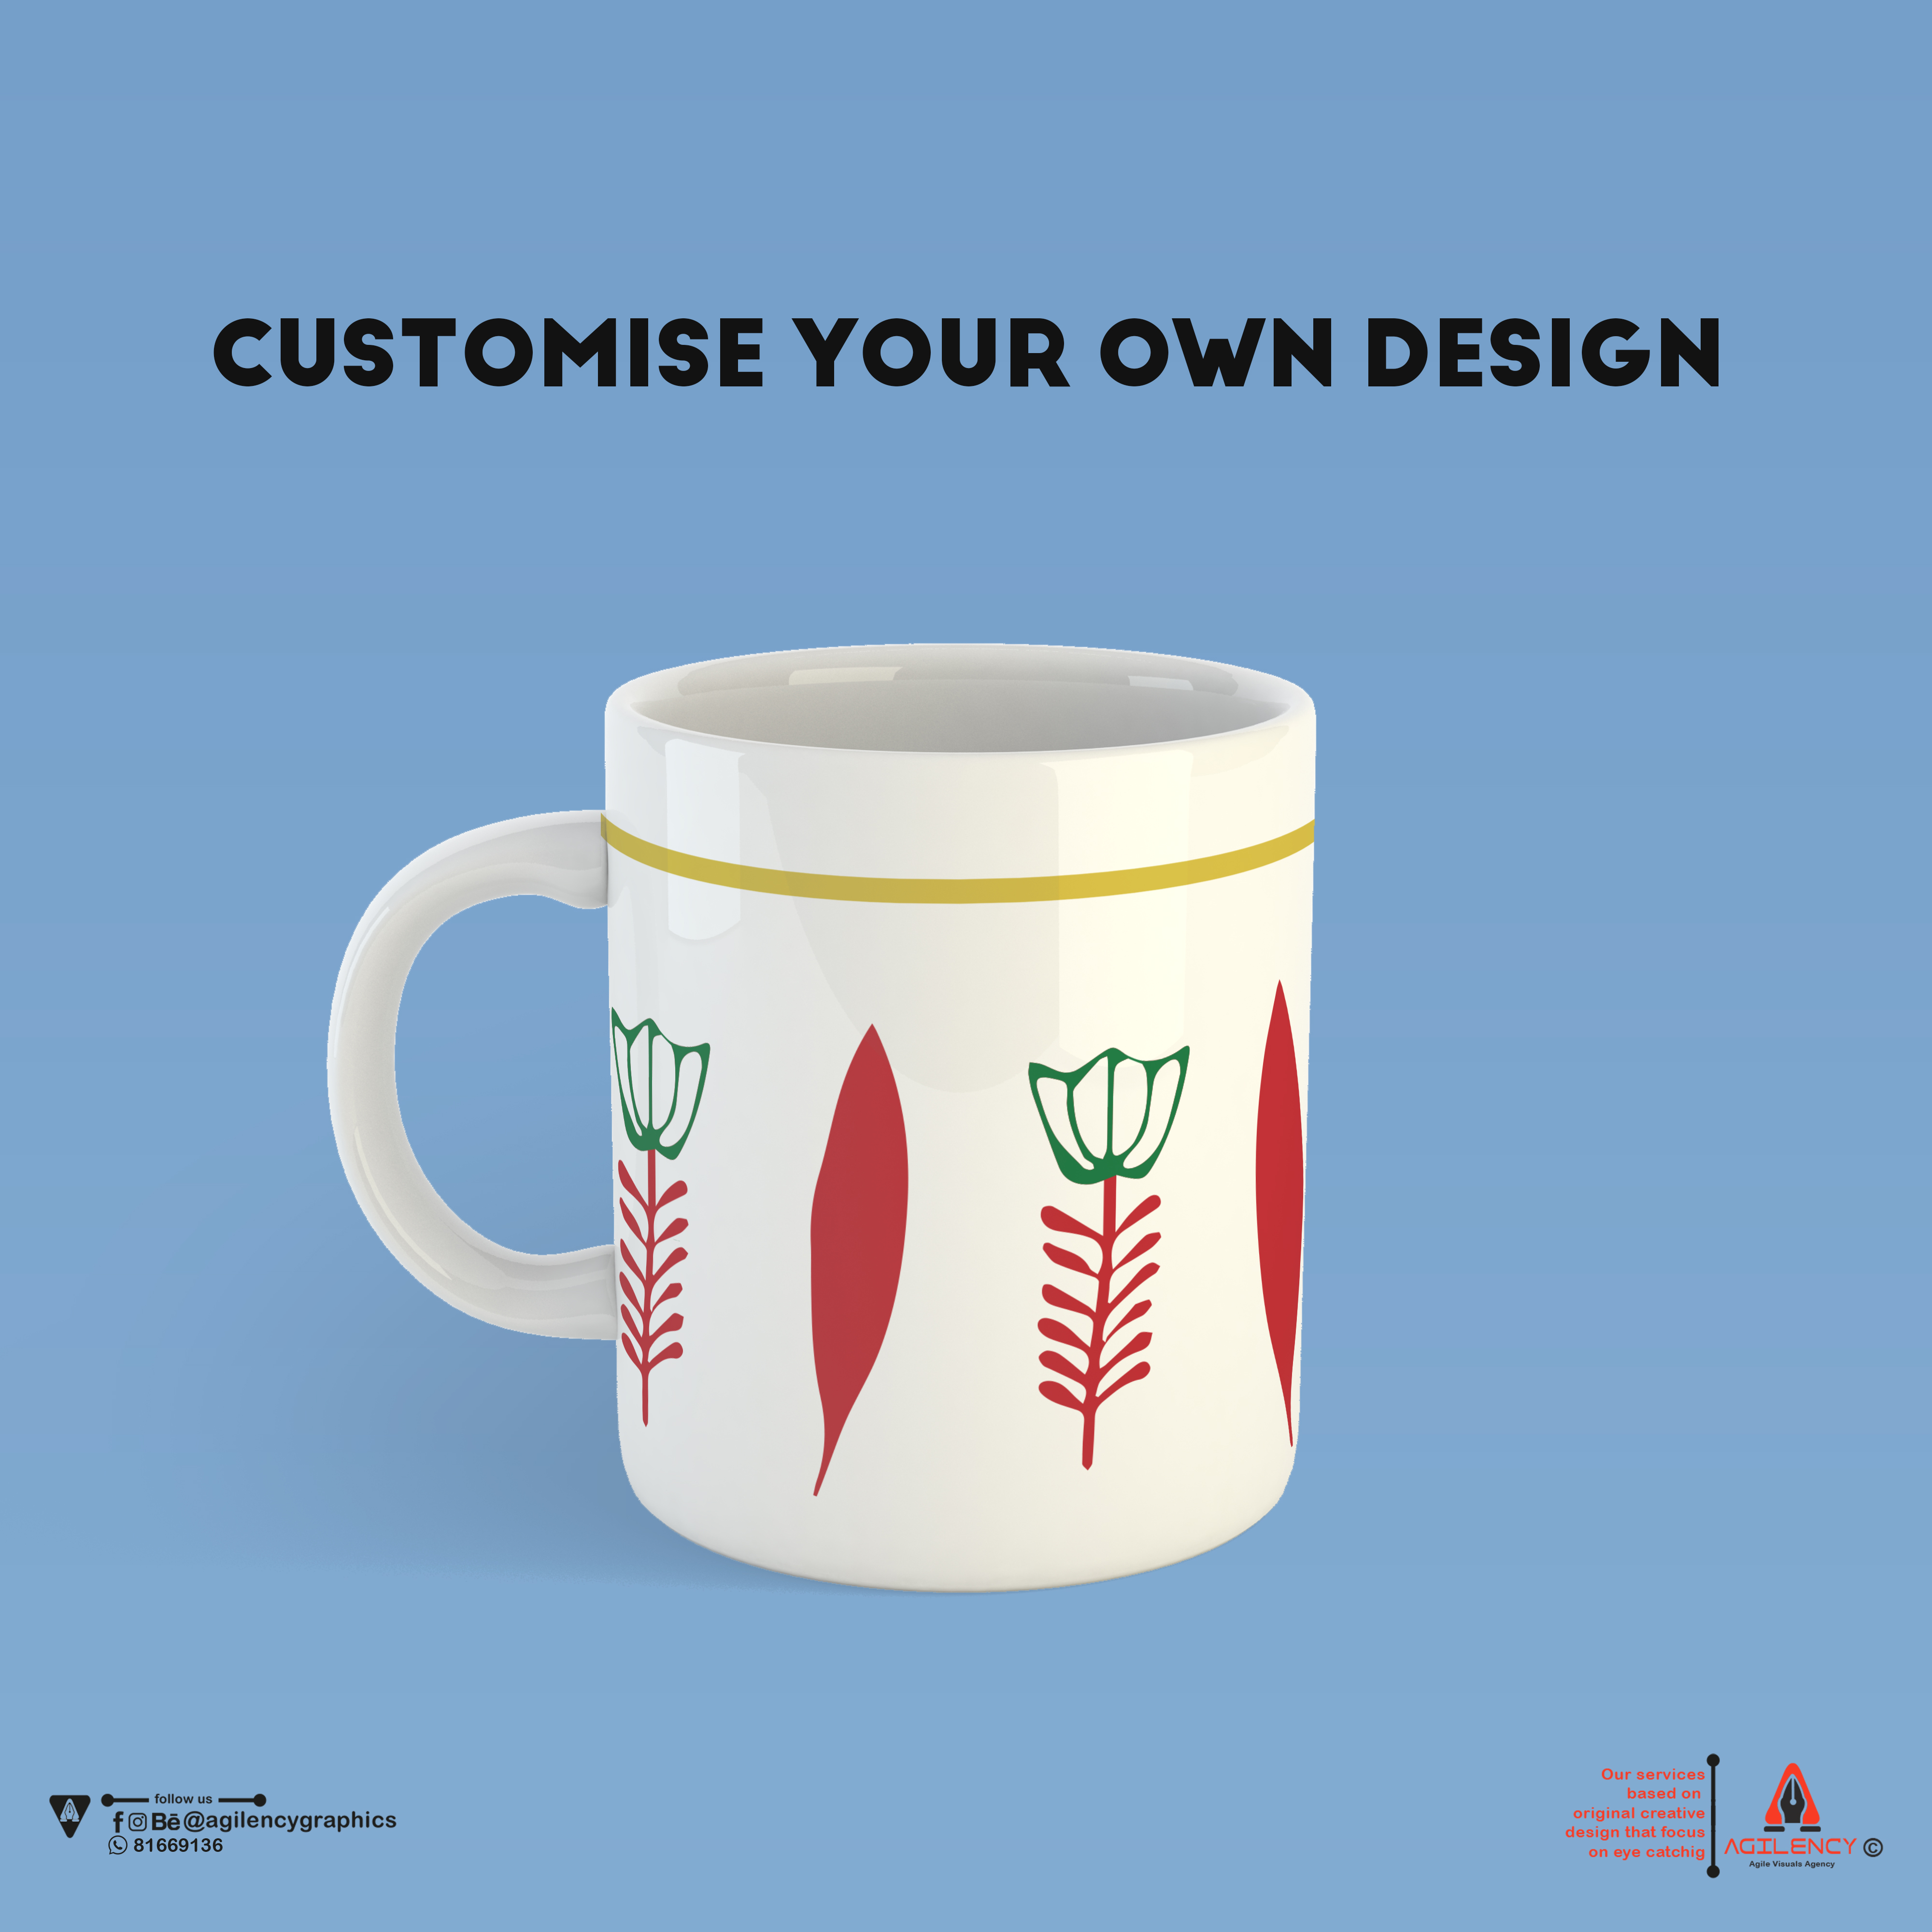 CUSTOMISE YOUR OWN DESIGN
follow us
f Bē @agilencygraphics
81669136
Our services
based on
original creative
design that focus
on eye catchig
AGILENCY ©
Agile Visuals Agency